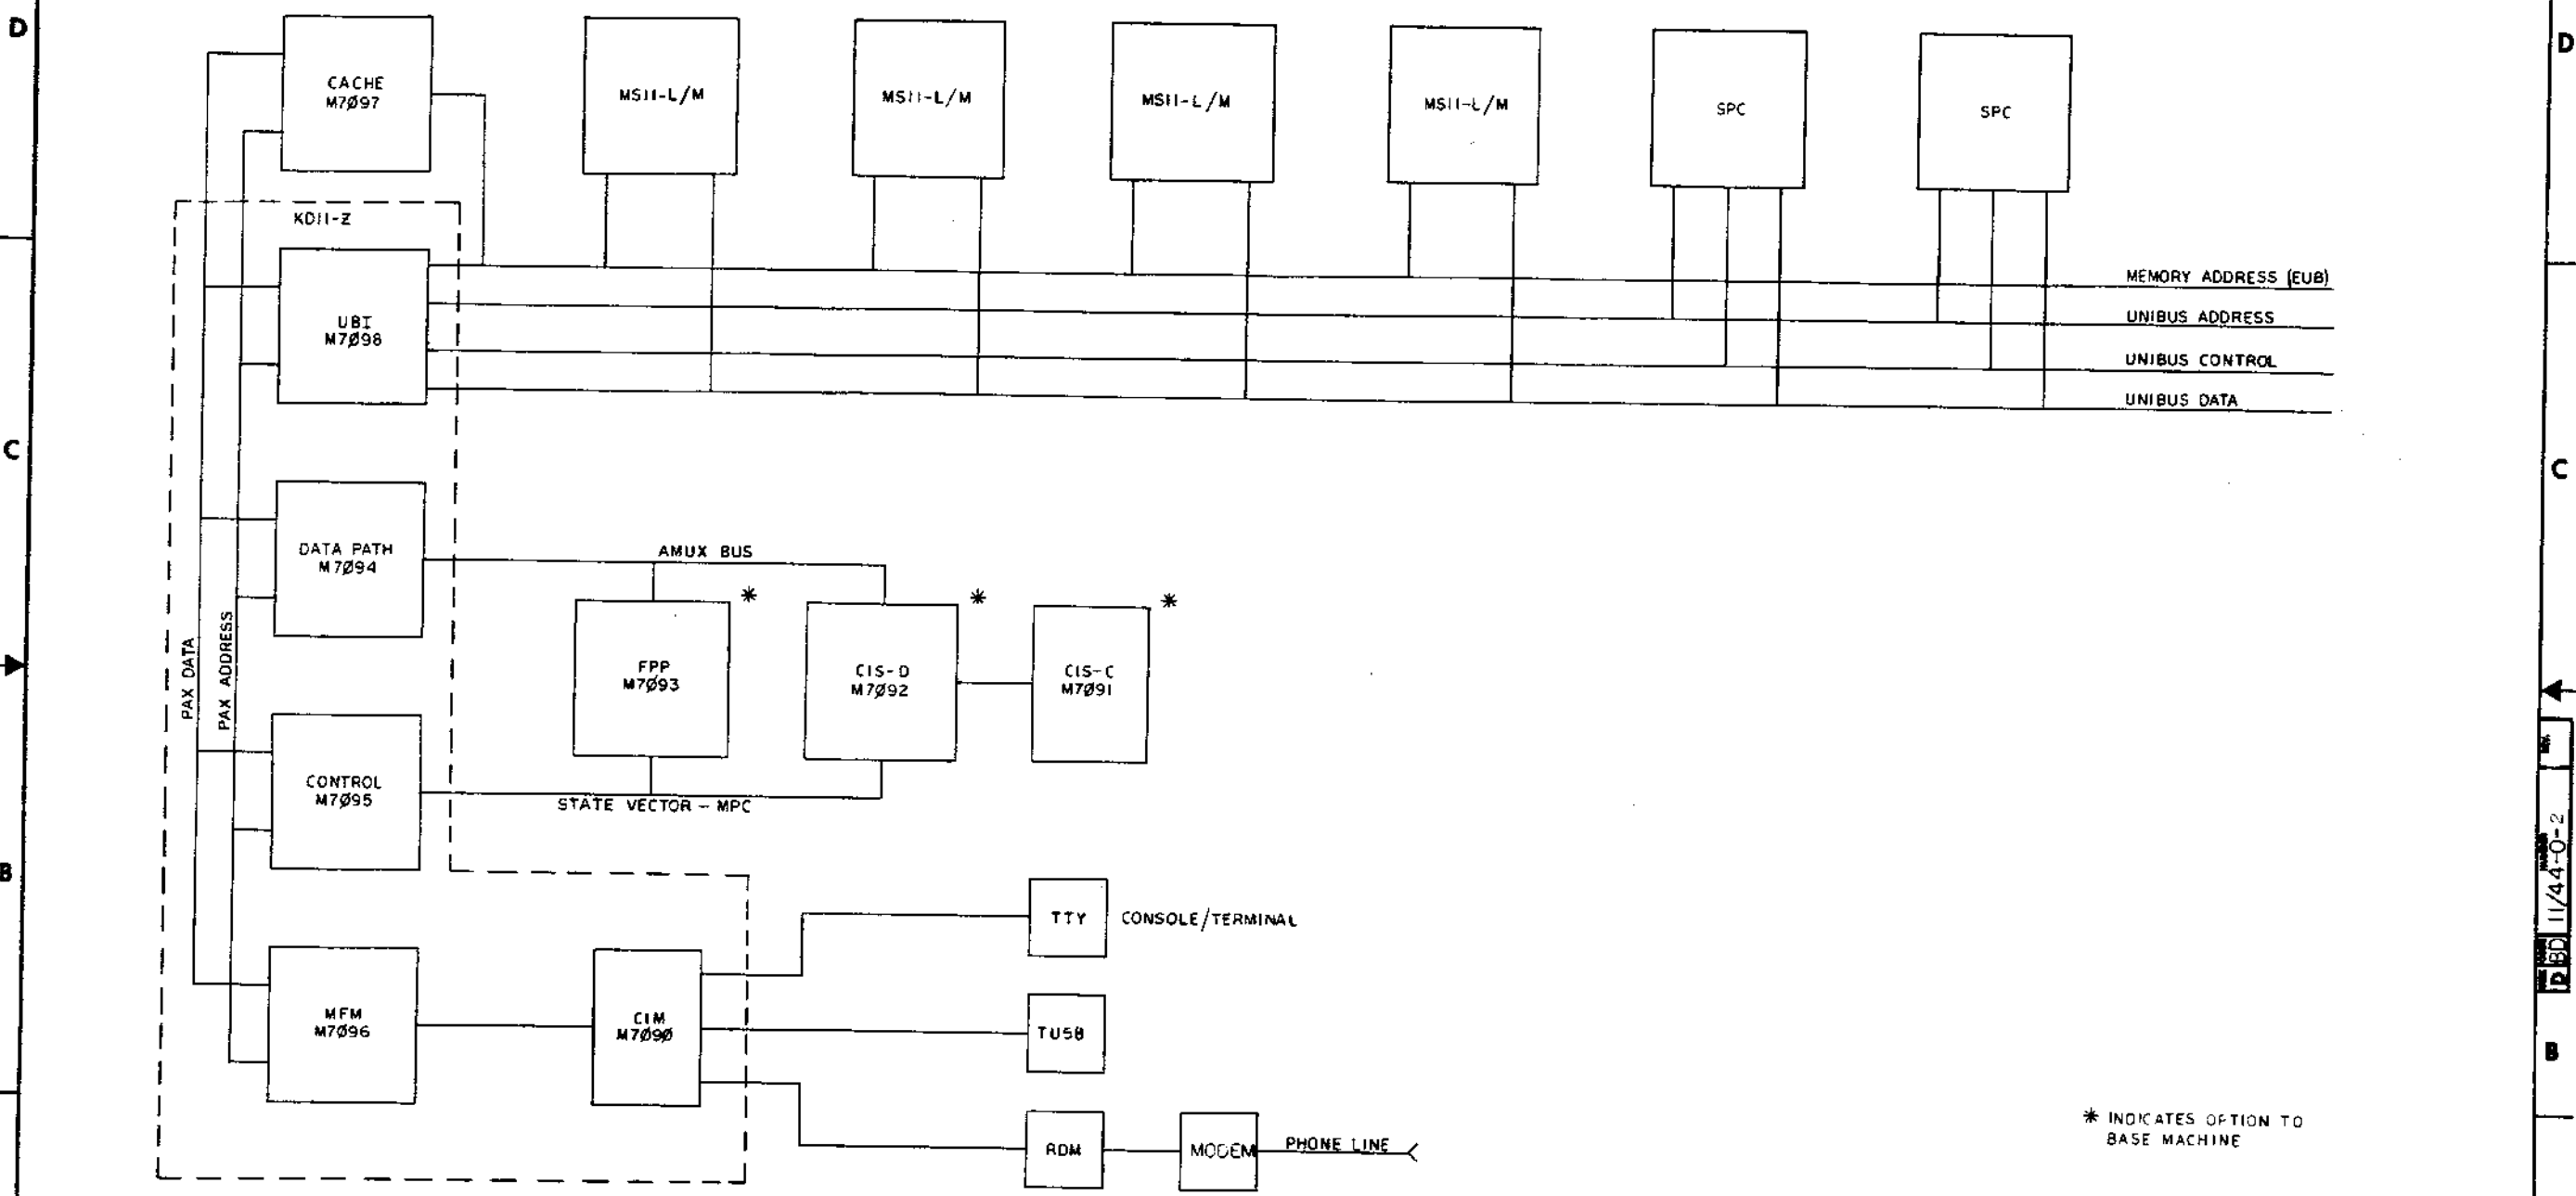 D
D
CACHE
M7Ø97
MS11-L/M
MS11-L/M
MS11-L/M
MS11-L/M
SPC
SPC
KD11-Z
UBI
M7Ø98
MEMORY ADDRESS (EUB)
UNIBUS ADDRESS
UNIBUS CONTROL
UNIBUS DATA
C
C
DATA PATH
M7Ø94
AMUX BUS
*
*
*
PAX DATA
PAX ADDRESS
FPP
M7Ø93
CIS-D
M7Ø92
CIS-C
M7Ø91
CONTROL
M7Ø95
STATE VECTOR - MPC
B
TTY
CONSOLE/TERMINAL
MFM
M7Ø96
CIM
M7Ø9Ø
TU58
B
RDM
MODEM
PHONE LINE
* INDICATES OPTION TO
BASE MACHINE
D BD 11/44-0-2